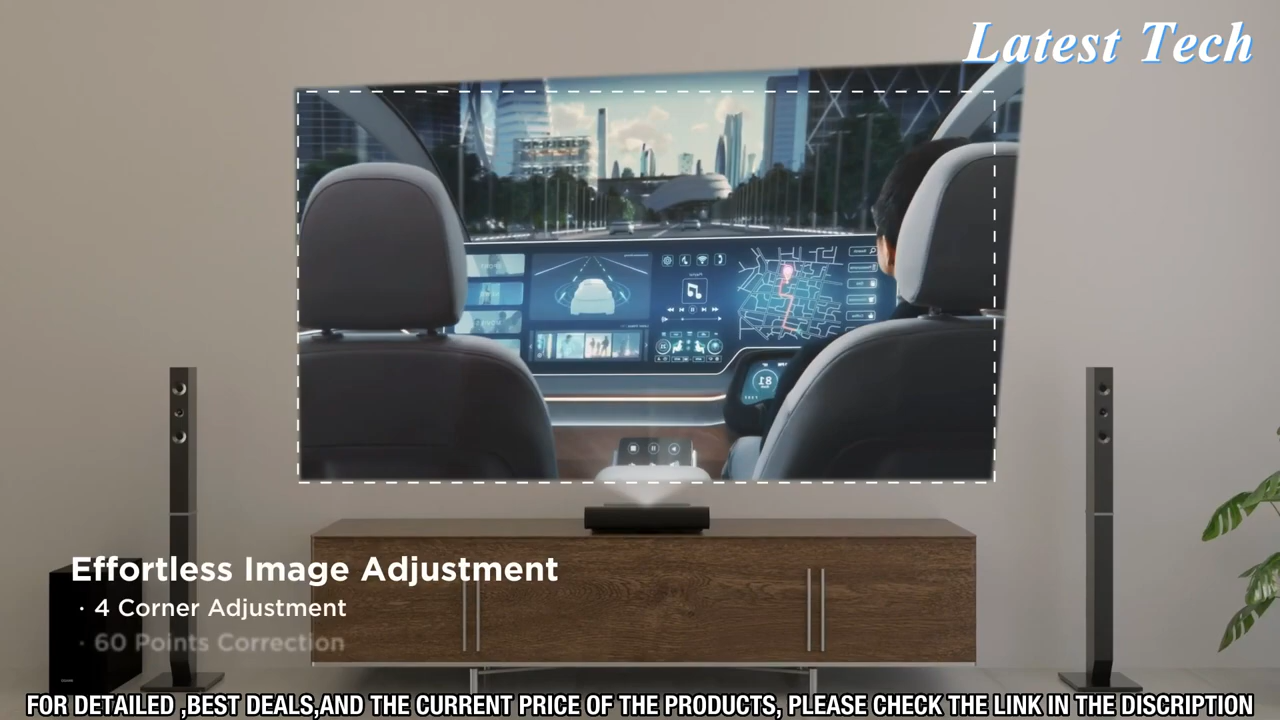 Latest Tech
Effortless Image Adjustment
· 4 Corner Adjustment
· 60 Points Correction
FOR DETAILED ,BEST DEALS,AND THE CURRENT PRICE OF THE PRODUCTS, PLEASE CHECK THE LINK IN THE DISCRIPTION